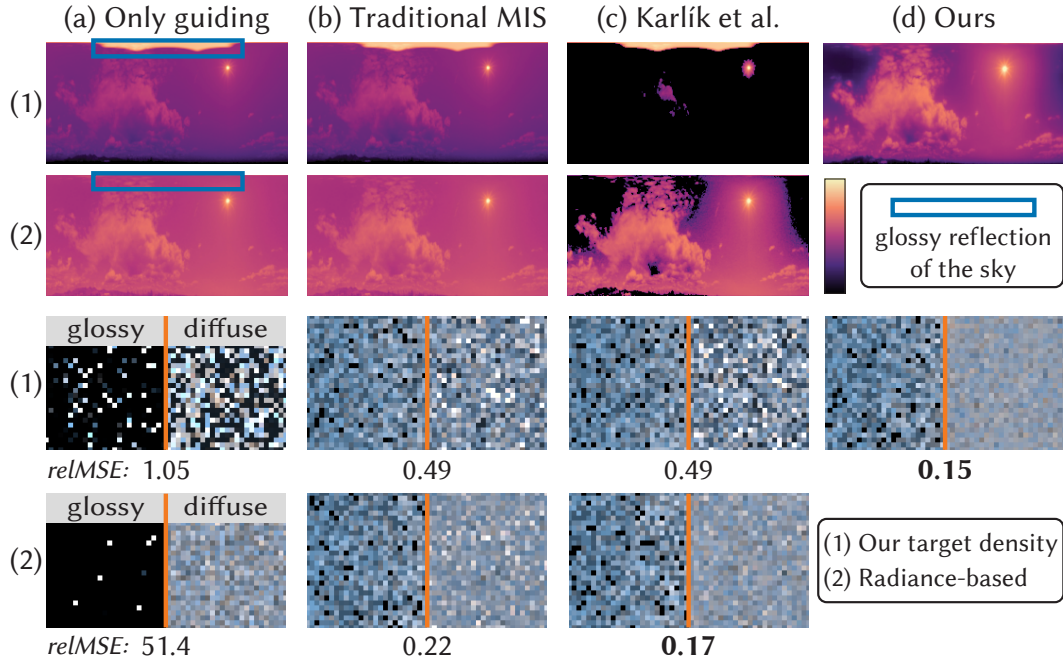 (a) Only guiding (b) Traditional MIS (c) Karlík et al. (d) Ours
(1)
(2)
glossy reflection
of the sky
glossy diffuse
(1)
relMSE: 1.05 0.49 0.49 0.15
glossy diffuse
(2)
(1) Our target density
(2) Radiance-based
relMSE: 51.4 0.22 0.17